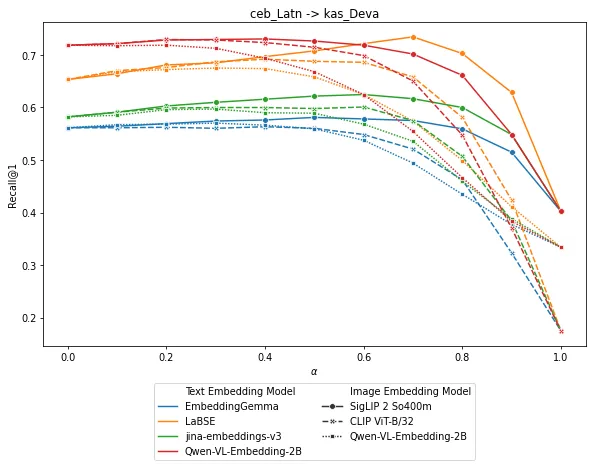 ceb_Latn -> kas_Deva
Recall@1
0.7
0.6
0.5
0.4
0.3
0.2
0.0
0.2
0.4
0.6
0.8
1.0
α
Text Embedding Model
EmbeddingGemma
LaBSE
jina-embeddings-v3
Qwen-VL-Embedding-2B
Image Embedding Model
SigLIP 2 So400m
CLIP ViT-B/32
Qwen-VL-Embedding-2B